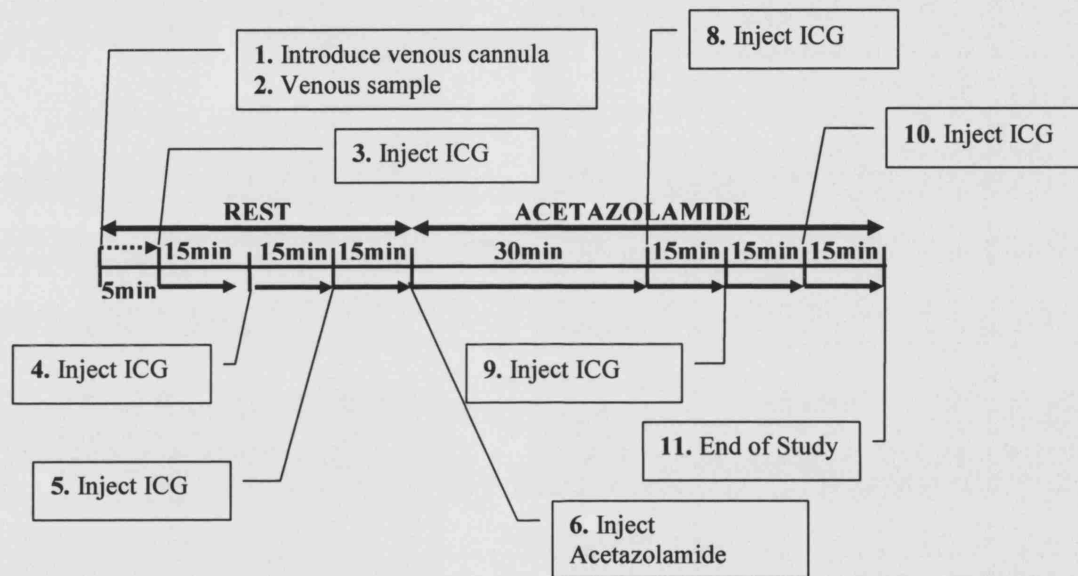 1. Introduce venous cannula
2. Venous sample
8. Inject ICG
10. Inject ICG
3. Inject ICG
REST
ACETAZOLAMIDE
15min
15min
15min
30min
15min
15min
15min
5min
4. Inject ICG
9. Inject ICG
11. End of Study
5. Inject ICG
6. Inject
Acetazolamide